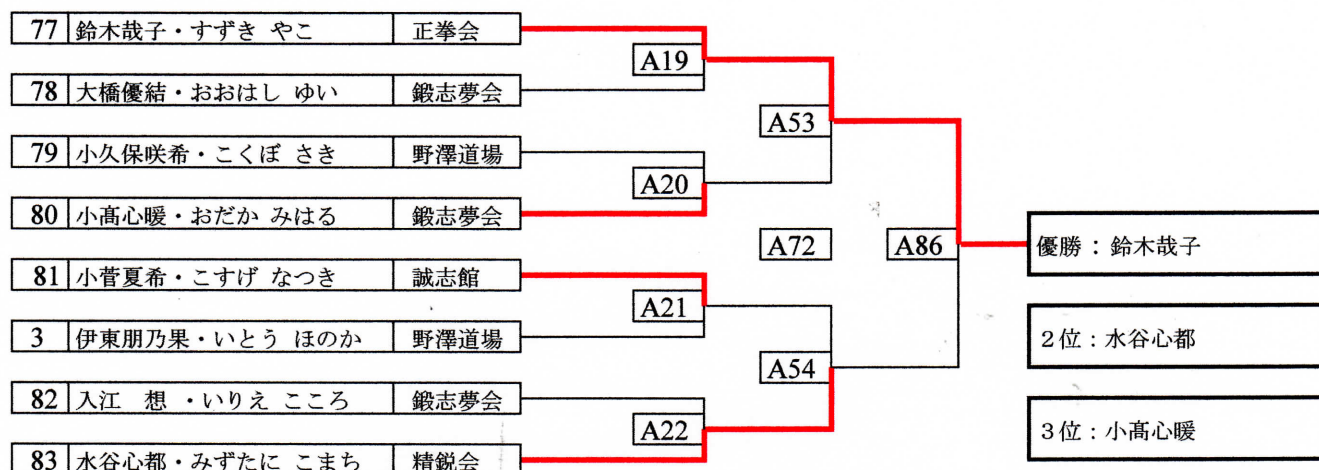 77 鈴木哉子・すずき やこ 正拳会
A19
78 大橋優結・おおはし ゆい 鍛志夢会
A53
79 小久保咲希・こくぼ さき 野澤道場
A20
80 小髙心暖・おだか みはる 鍛志夢会
A72 A86
優勝：鈴木哉子
81 小菅夏希・こすげ なつき 誠志館
A21
3 伊東朋乃果・いとう ほのか 野澤道場
2位：水谷心都
A54
82 入江 想 ・いりえ こころ 鍛志夢会
A22
3位：小髙心暖
83 水谷心都・みずたに こまち 精鋭会